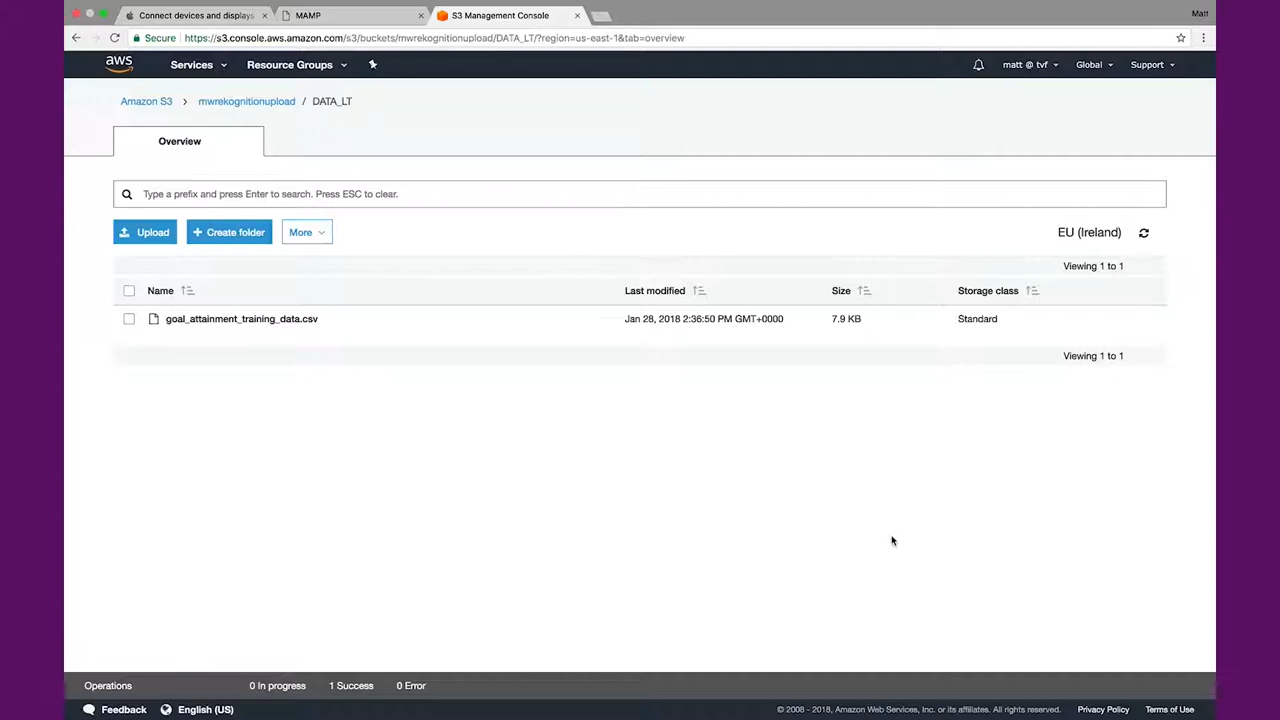 Connect devices and displays
MAMP
S3 Management Console
Matt
Secure
https://s3.console.aws.amazon.com/s3/buckets/mwrekognitionupload/DATA_LT/?region=us-east-1&tab=overview
aws
Services
Resource Groups
matt @ tvf
Global
Support
Amazon S3 > mwrekognitionupload / DATA_LT
Overview
Type a prefix and press Enter to search. Press ESC to clear.
Upload
+ Create folder
More
EU (Ireland)
Viewing 1 to 1
Name
Last modified
Size
Storage class
goal_attainment_training_data.csv
Jan 28, 2018 2:36:50 PM GMT+0000
7.9 KB
Standard
Viewing 1 to 1
Operations
0 In progress
1 Success
0 Error
Feedback
English (US)
© 2008 - 2018, Amazon Web Services, Inc. or its affiliates. All rights reserved.
Privacy Policy
Terms of Use